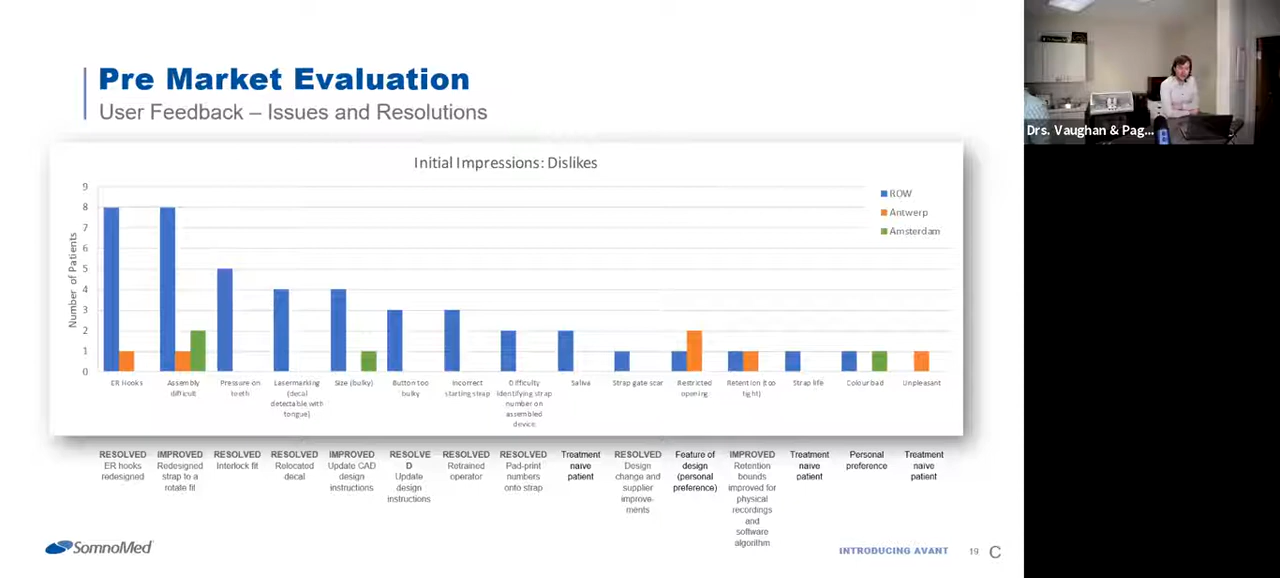 Pre Market Evaluation
User Feedback – Issues and Resolutions
Drs. Vaughan & Pag...
Initial Impressions: Dislikes
ROW
Antwerp
Amsterdam
Number of Patients
9
8
7
6
5
4
3
2
1
0
ER Hooks
Assembly
difficult
Pressure on
teeth
Lasermarking
(decal
detectable with
tongue)
Size (bulky)
Button too
bulky
Incorrect
starting strap
Difficulty
identifying strap
number on
assembled
device
Saliva
Strap gate scar
Restricted
opening
Retention (too
tight)
Strap life
Colour bad
Unpleasant
RESOLVED
ER hooks
redesigned
IMPROVED
Redesigned
strap to a
rotate fit
RESOLVED
Interlock fit
RESOLVED
Relocated
decal
IMPROVED
Update CAD
design
instructions
RESOLVE
D
Update
design
instructions
RESOLVED
Retrained
operator
RESOLVED
Pad-print
numbers
onto strap
Treatment
naive
patient
RESOLVED
Design
change and
supplier
improve-
ments
Feature of
design
(personal
preference)
IMPROVED
Retention
bounds
improved for
physical
recordings
and
software
algorithm
Treatment
naive
patient
Personal
preference
Treatment
naive
patient
SomnoMed
INTRODUCING AVANT
19
C